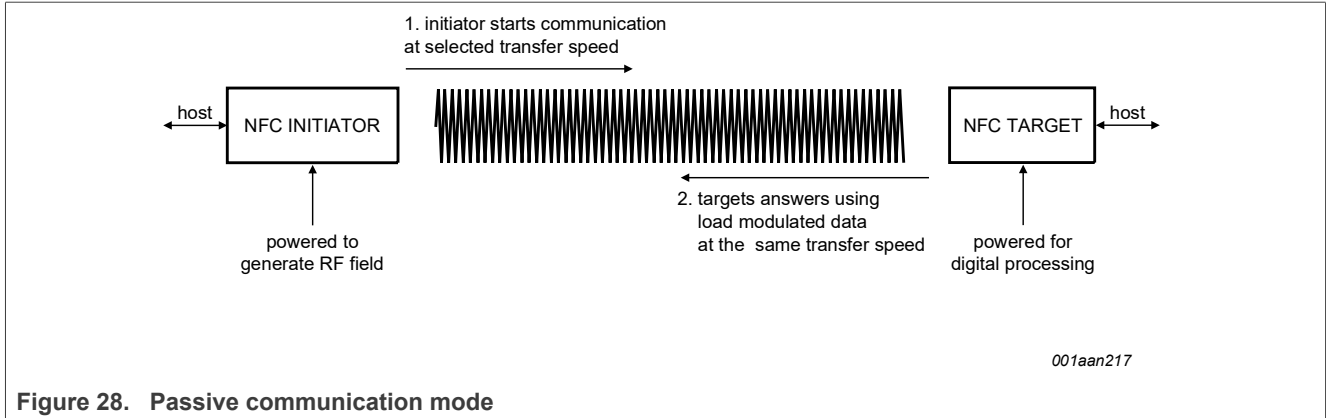 1. initiator starts communication
at selected transfer speed
host
NFC INITIATOR
NFC TARGET
host
2. targets answers using
load modulated data
at the same transfer speed
powered to
generate RF field
powered for
digital processing
001aan217
Figure 28. Passive communication mode